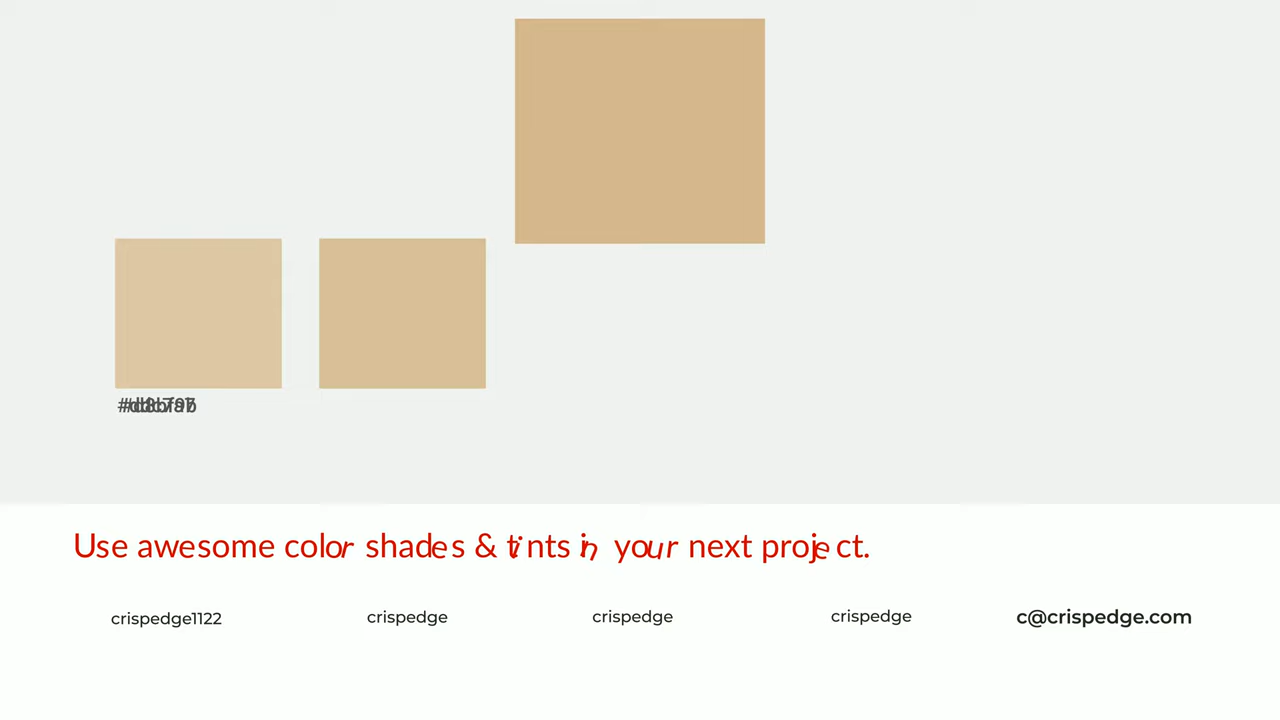 Use awesome color shades & tints in your next project.
crispedge1122 crispedge crispedge crispedge c@crispedge.com